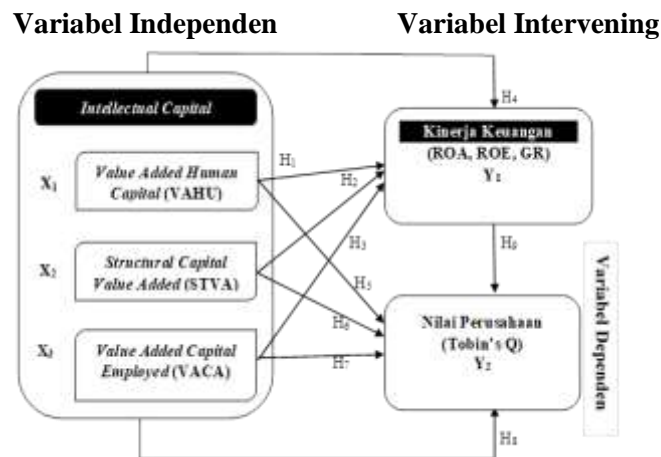 Variabel Independen
Variabel Intervening
Intellectual Capital
X1
Value Added Human
Capital (VAHU)
X2
Structural Capital
Value Added (STVA)
X3
Value Added Capital
Employed (VACA)
H1
H2
H3
H4
H5
H6
H7
H8
H9
Kinerja Keuangan
(ROA, ROE, GR)
Y1
Nilai Perusahaan
(Tobin's Q)
Y2
Variabel Dependen